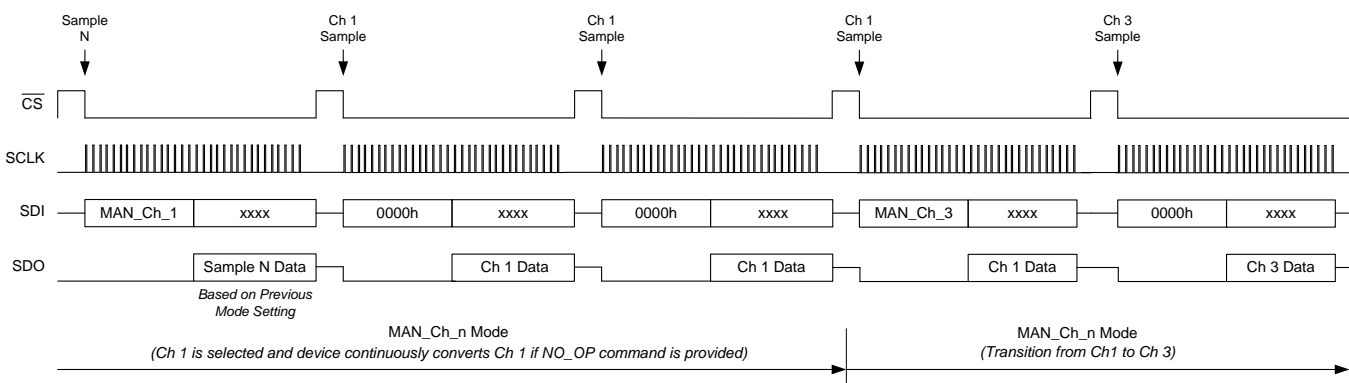 Sample
N
Ch 1
Sample
Ch 1
Sample
Ch 1
Sample
Ch 3
Sample
CS
SCLK
SDI
MAN_Ch_1
xxxx
0000h
xxxx
0000h
xxxx
MAN_Ch_3
xxxx
0000h
xxxx
SDO
Sample N Data
Ch 1 Data
Ch 1 Data
Ch 1 Data
Ch 3 Data
Based on Previous
Mode Setting
MAN_Ch_n Mode
(Ch 1 is selected and device continuously converts Ch 1 if NO_OP command is provided)
MAN_Ch_n Mode
(Transition from Ch1 to Ch 3)